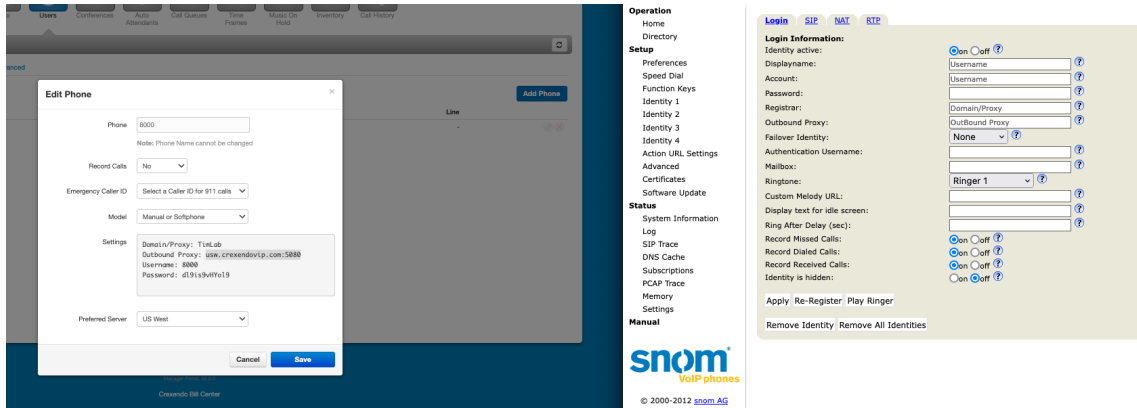 Users
Conferences
Auto
Attendants
Call Queues
Time
Frames
Music On
Hold
Inventory
Call History
Add Phone
Line
-
Edit Phone
×
Phone 8000
Note: Phone Name cannot be changed
Record Calls No
Emergency Caller ID Select a Caller ID for 911 calls
Model Manual or Softphone
Settings Domain/Proxy: TimLab
Outbound Proxy: usw.crexendovip.com:5080
Username: 8000
Password: dl9is9vHYol9
Preferred Server US West
Cancel Save
Crexendo Bill Center
Operation
Home
Directory
Setup
Preferences
Speed Dial
Function Keys
Identity 1
Identity 2
Identity 3
Identity 4
Action URL Settings
Advanced
Certificates
Software Update
Status
System Information
Log
SIP Trace
DNS Cache
Subscriptions
PCAP Trace
Memory
Settings
Manual
snom
VoIP phones
© 2000-2012 snom AG
Login SIP NAT RTP
Login Information:
Identity active: on off ?
Displayname: Username ?
Account: Username ?
Password: ?
Registrar: Domain/Proxy ?
Outbound Proxy: OutBound Proxy ?
Failover Identity: None ?
Authentication Username: ?
Mailbox: ?
Ringtone: Ringer 1 ?
Custom Melody URL: ?
Display text for idle screen: ?
Ring After Delay (sec): ?
Record Missed Calls: on off ?
Record Dialed Calls: on off ?
Record Received Calls: on off ?
Identity is hidden: on off ?
Apply Re-Register Play Ringer
Remove Identity Remove All Identities